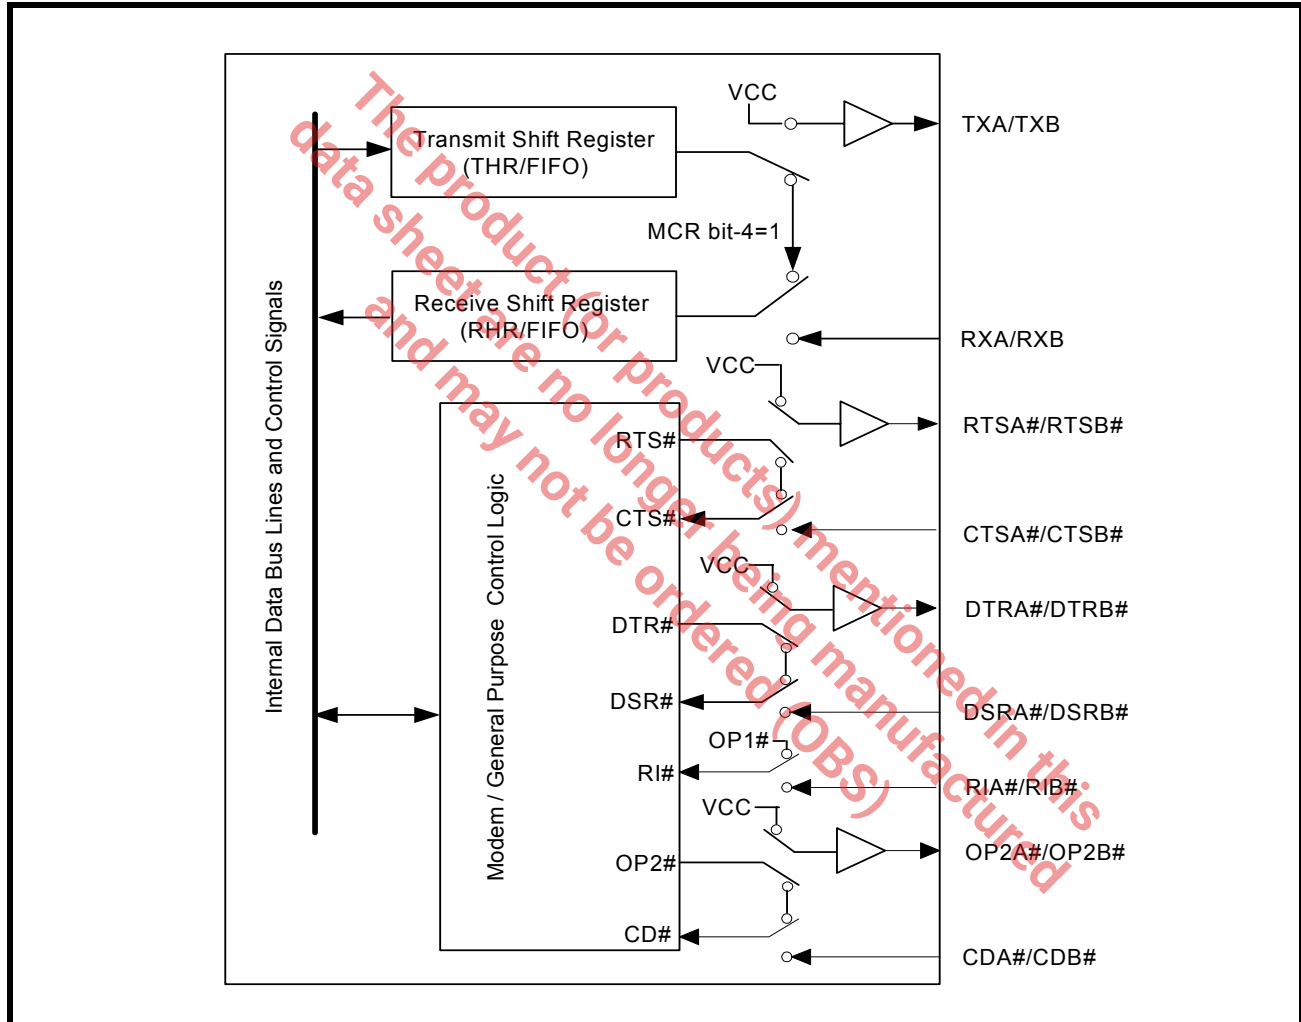 VCC
TXA/TXB
Transmit Shift Register
(THR/FIFO)
MCR bit-4=1
Receive Shift Register
(RHR/FIFO)
RXA/RXB
VCC
RTSA#/RTSB#
RTS#
CTS#
CTSA#/CTSB#
VCC
DTRA#/DTRB#
DTR#
DSR#
DSRA#/DSRB#
OP1#
RI#
RIA#/RIB#
VCC
OP2A#/OP2B#
OP2#
CD#
CDA#/CDB#
Internal Data Bus Lines and Control Signals
Modem / General Purpose Control Logic
The product (or products) mentioned in this
data sheet are no longer being manufactured
and may not be ordered (OBS)